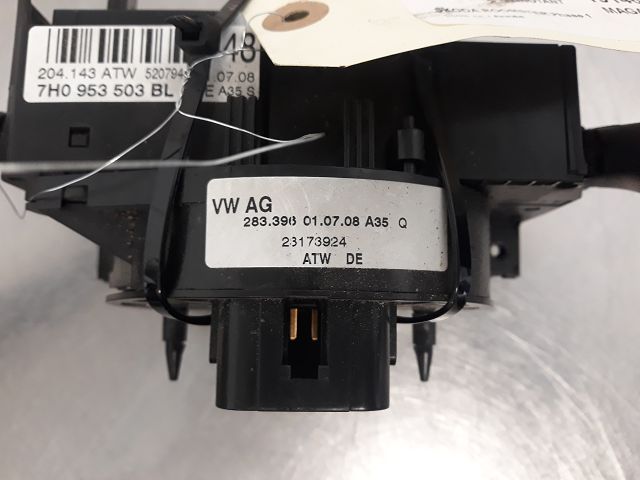 48
204.143 ATW 520794 .07.08
7H0 953 503 BL E A35 S
VW AG
283.396 01.07.08 A35 Q
23173924
ATW DE